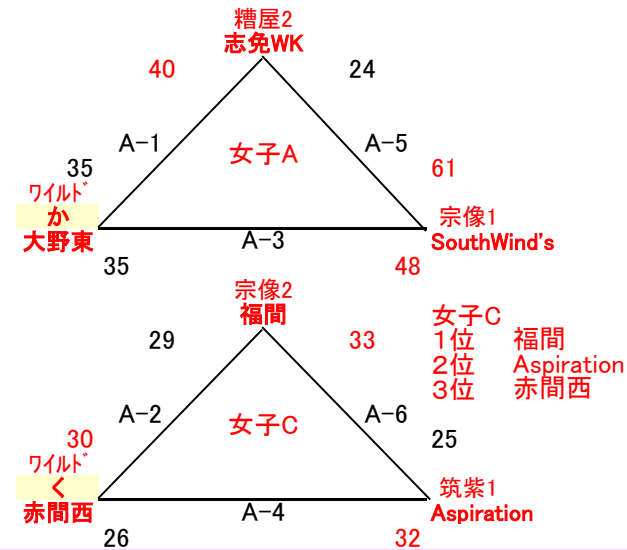 糟屋2
志免WK
40
24
A-1
女子A
A-5
35
61
ワイルド゛
か
大野東
宗像1
SouthWind's
A-3
35
48
宗像2
福間
女子C
1位 福間
2位 Aspiration
3位 赤間西
29
33
A-2
女子C
A-6
30
25
ワイルド゛
く
赤間西
筑紫1
Aspiration
A-4
26
32